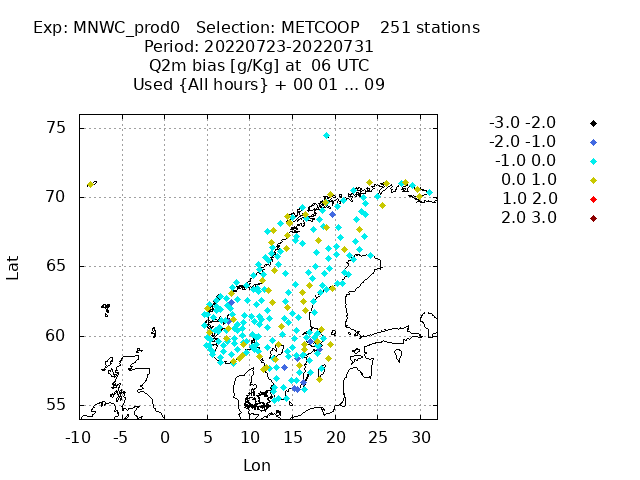 Exp: MNWC_prod0   Selection: METCOOP    251 stations
Period: 20220723-20220731
Q2m bias [g/Kg] at  06 UTC
Used {All hours} + 00 01 ... 09
-3.0 -2.0
-2.0 -1.0
-1.0 0.0
0.0 1.0
1.0 2.0
2.0 3.0
75
70
65
60
55
Lat
-10 -5 0 5 10 15 20 25 30
Lon